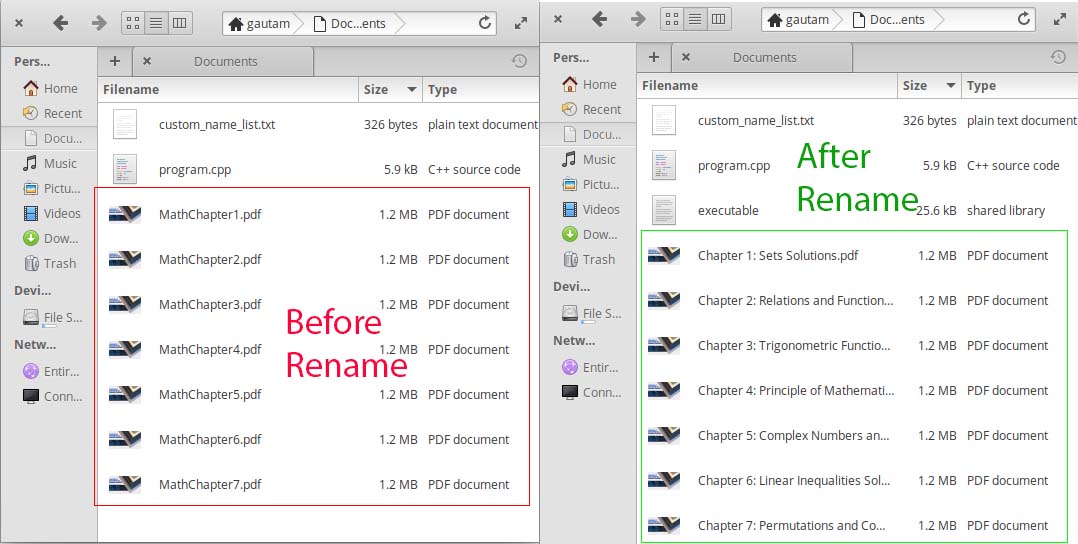 gautam Doc...ents
Pers...
Documents
Home
Filename Size Type
Recent
custom_name_list.txt 326 bytes plain text document
Docu...
Music
program.cpp 5.9 kB C++ source code
Pictu...
Videos
MathChapter1.pdf 1.2 MB PDF document
Dow...
MathChapter2.pdf 1.2 MB PDF document
Trash
Devi...
MathChapter3.pdf 1.2 MB PDF document
File S...
Before
Rename
Netw...
MathChapter4.pdf 1.2 MB PDF document
Entir...
MathChapter5.pdf 1.2 MB PDF document
Conn...
MathChapter6.pdf 1.2 MB PDF document
MathChapter7.pdf 1.2 MB PDF document
gautam Doc...ents
Pers...
Documents
Home
Filename Size Type
Recent
custom_name_list.txt 326 bytes plain text document
Docu...
Music
After
Rename
program.cpp 5.9 kB C++ source code
Pictu...
Videos
executable 25.6 kB shared library
Dow...
Trash
Chapter 1: Sets Solutions.pdf 1.2 MB PDF document
Devi...
Chapter 2: Relations and Function... 1.2 MB PDF document
File S...
Netw...
Chapter 3: Trigonometric Functio... 1.2 MB PDF document
Entir...
Chapter 4: Principle of Mathemati... 1.2 MB PDF document
Conn...
Chapter 5: Complex Numbers an... 1.2 MB PDF document
Chapter 6: Linear Inequalities Sol... 1.2 MB PDF document
Chapter 7: Permutations and Co... 1.2 MB PDF document